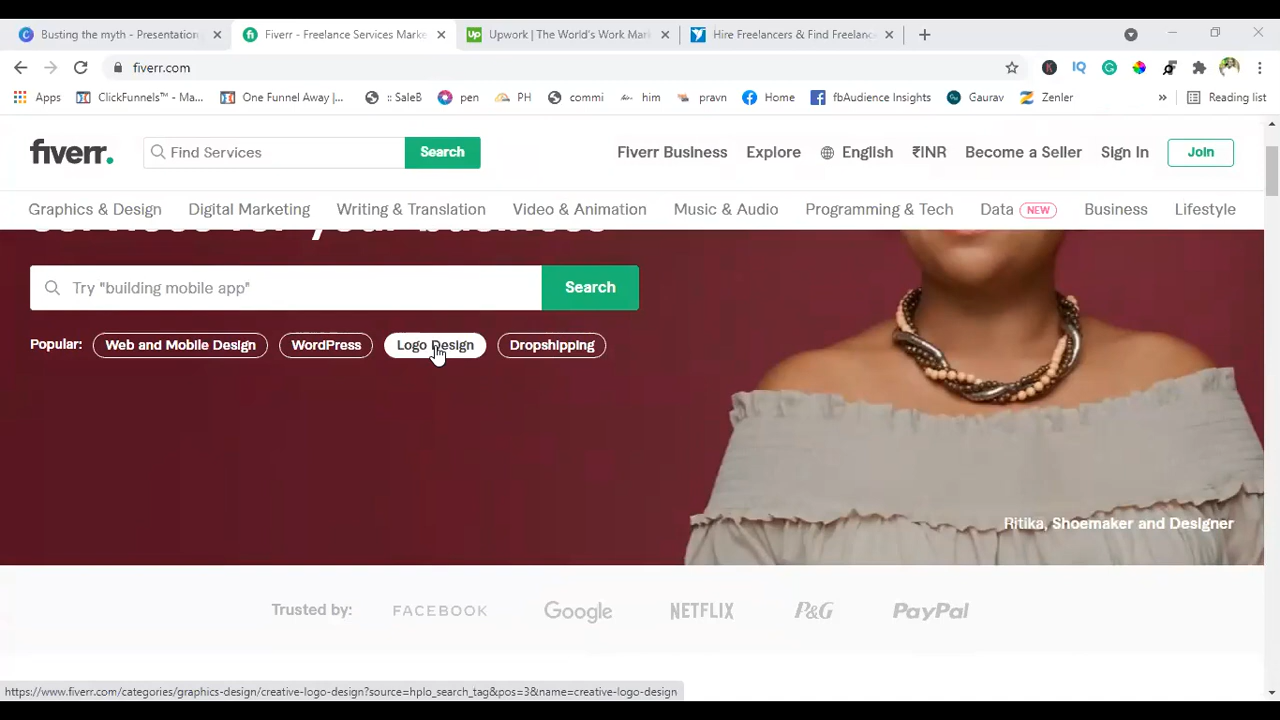 Busting the myth - Presentation
Fiverr - Freelance Services Marke
Upwork | The World's Work Mark
Hire Freelancers & Find Freelance
fiverr.com
Apps
ClickFunnels™ - Ma...
One Funnel Away I...
:: SaleB
pen
PH
commi
him
pravn
Home
fbAudience Insights
Gaurav
Zenler
»
Reading list
fiverr.
Find Services
Search
Fiverr Business
Explore
English
₹INR
Become a Seller
Sign In
Join
Graphics & Design
Digital Marketing
Writing & Translation
Video & Animation
Music & Audio
Programming & Tech
Data NEW
Business
Lifestyle
services for your business
Try "building mobile app"
Search
Popular:
Web and Mobile Design
WordPress
Logo Design
Dropshipping
Ritika, Shoemaker and Designer
Trusted by:
FACEBOOK
Google
NETFLIX
P&G
PayPal
https://www.fiverr.com/categories/graphics-design/creative-logo-design?source=hplo_search_tag&pos=3&name=creative-logo-design